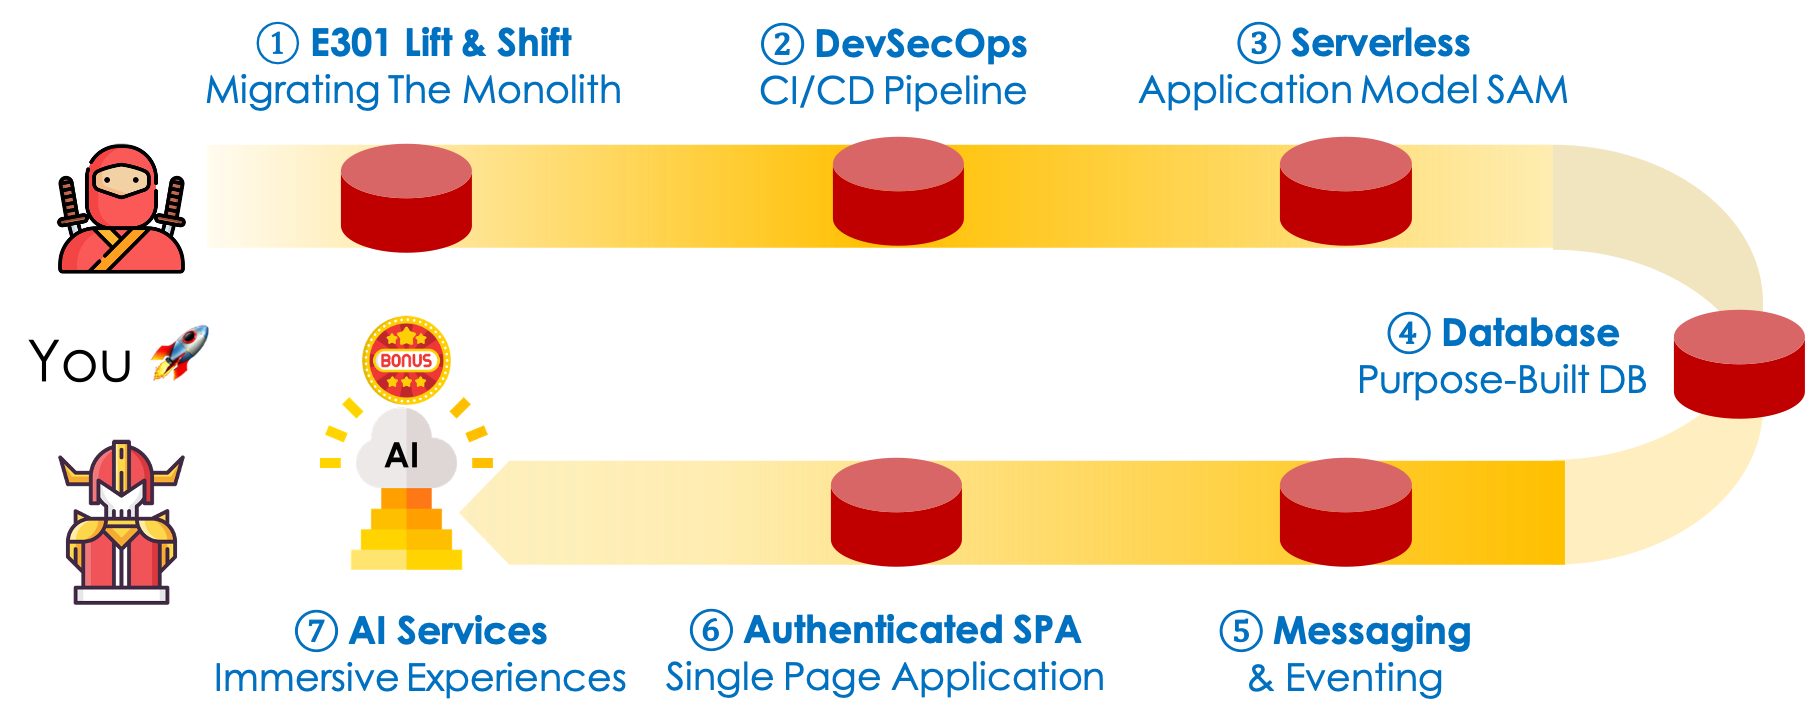 ① E301 Lift & Shift
Migrating The Monolith
② DevSecOps
CI/CD Pipeline
③ Serverless
Application Model SAM
You
④ Database
Purpose-Built DB
BONUS
AI
⑤ Messaging
& Eventing
⑥ Authenticated SPA
Single Page Application
⑦ AI Services
Immersive Experiences